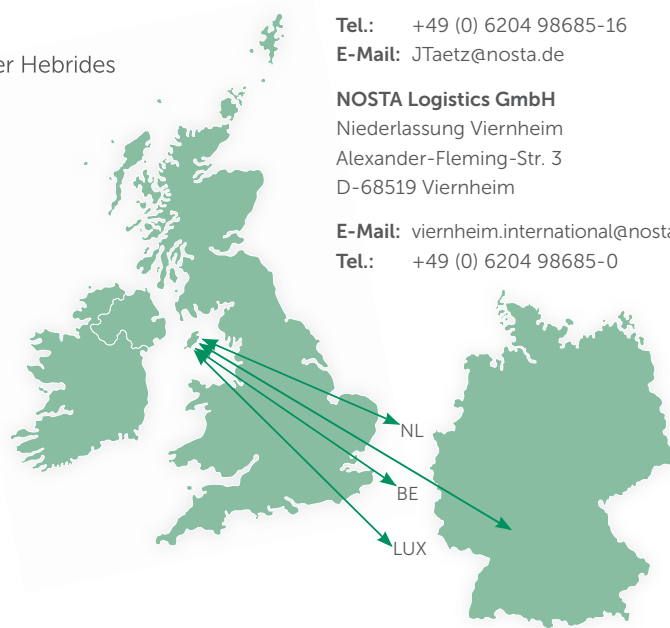 Tel.: +49 (0) 6204 98685-16
E-Mail: JTaetz@nosta.de
Hebrides
NOSTA Logistics GmbH
Niederlassung Viernheim
Alexander-Fleming-Str. 3
D-68519 Viernheim
E-Mail: viernheim.international@nosta
Tel.: +49 (0) 6204 98685-0
NL
BE
LUX